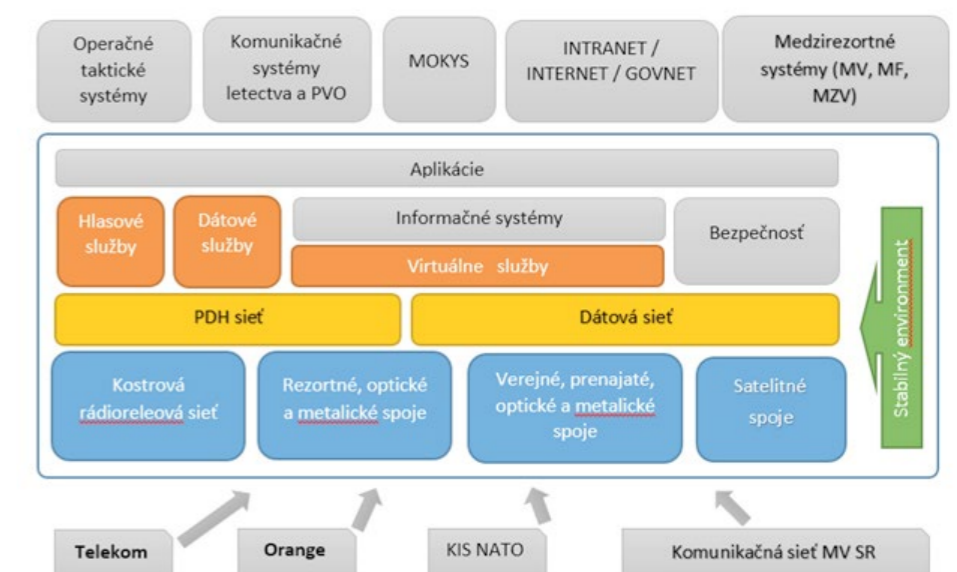 Operačné
taktické
systémy
Komunikačné
systémy
letectva a PVO
MOKYS
INTRANET /
INTERNET / GOVNET
Medzirezortné
systémy (MV, MF,
MZV)
Aplikácie
Hlasové
služby
Dátové
služby
Informačné systémy
Virtuálne služby
Bezpečnosť
PDH sieť
Dátová sieť
Kostrová
rádioreleová sieť
Rezortné, optické
a metalické spoje
Verejné, prenajaté,
optické a metalické
spoje
Satelitné
spoje
Stabilný environment
Telekom
Orange
KIS NATO
Komunikačná sieť MV SR